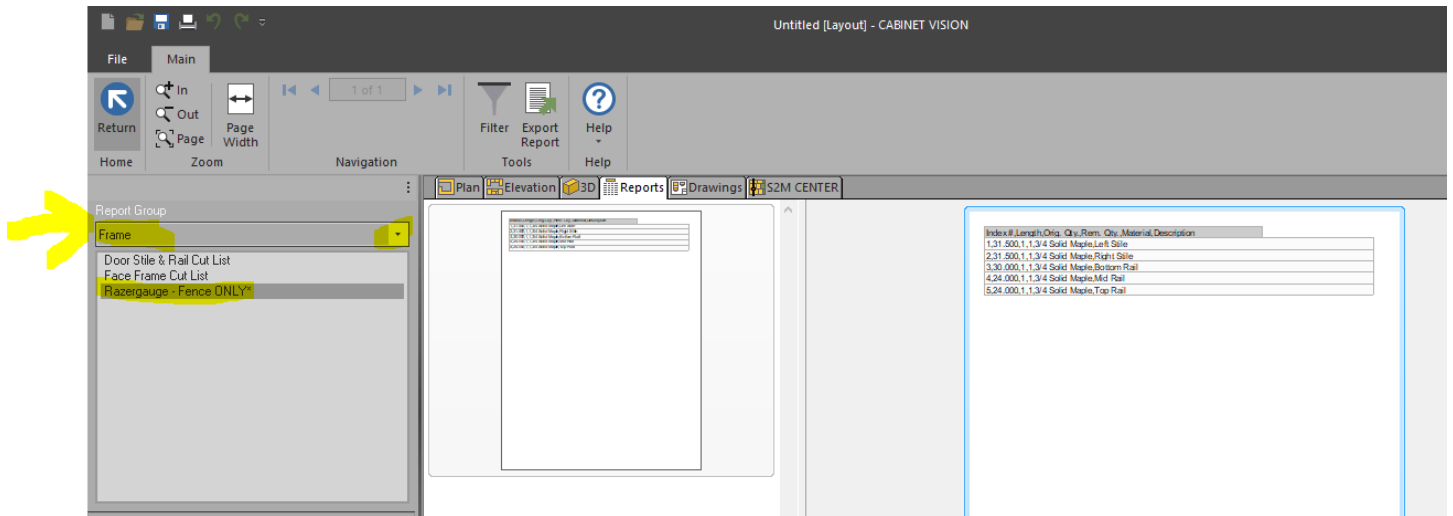 Untitled [Layout] - CABINET VISION
File Main
Return
In
Out
Page
Page Width
1 of 1
Filter
Export Report
Help
Home Zoom Navigation Tools Help
Plan Elevation 3D Reports Drawings S2M CENTER
Report Group
Frame
Door Stile & Rail Cut List
Face Frame Cut List
Razergauge - Fence ONLY*
Index#,Length,Orig. Qty.,Rem. Qty.,Material,Description
1,31.500,1,1,3/4 Solid Maple,Left Stile
2,31.500,1,1,3/4 Solid Maple,Right Stile
3,30.000,1,1,3/4 Solid Maple,Bottom Rail
4,24.000,1,1,3/4 Solid Maple,Mid Rail
5,24.000,1,1,3/4 Solid Maple,Top Rail